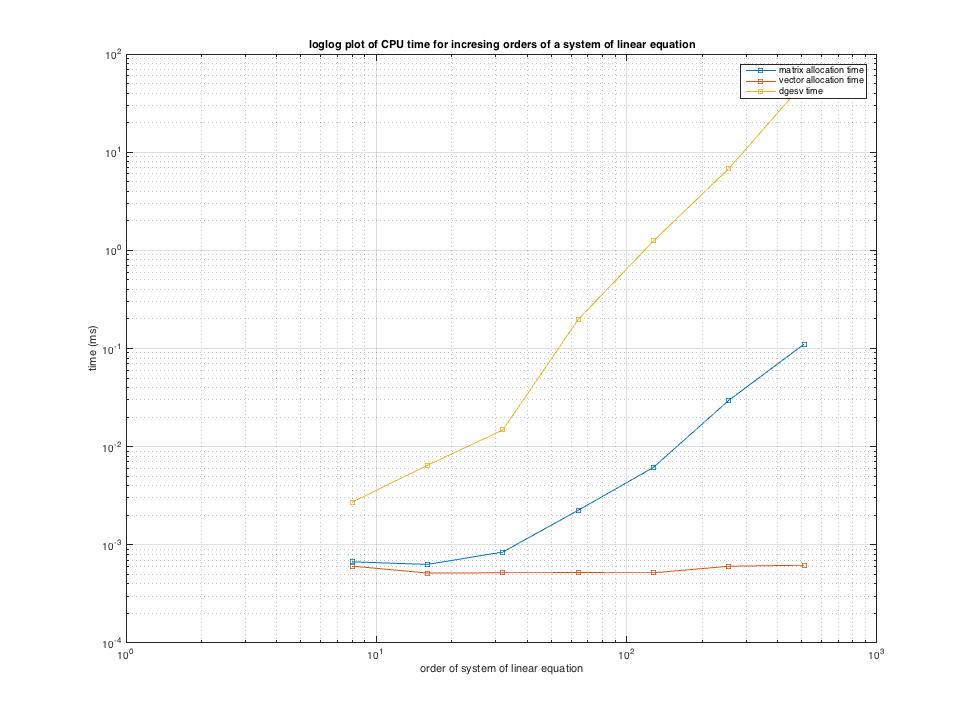 loglog plot of CPU time for incresing orders of a system of linear equation
matrix allocation time
vector allocation time
dgesv time
10^2
10^1
10^0
10^-1
10^-2
10^-3
10^-4
time (ms)
10^0 10^1 10^2 10^3
order of system of linear equation